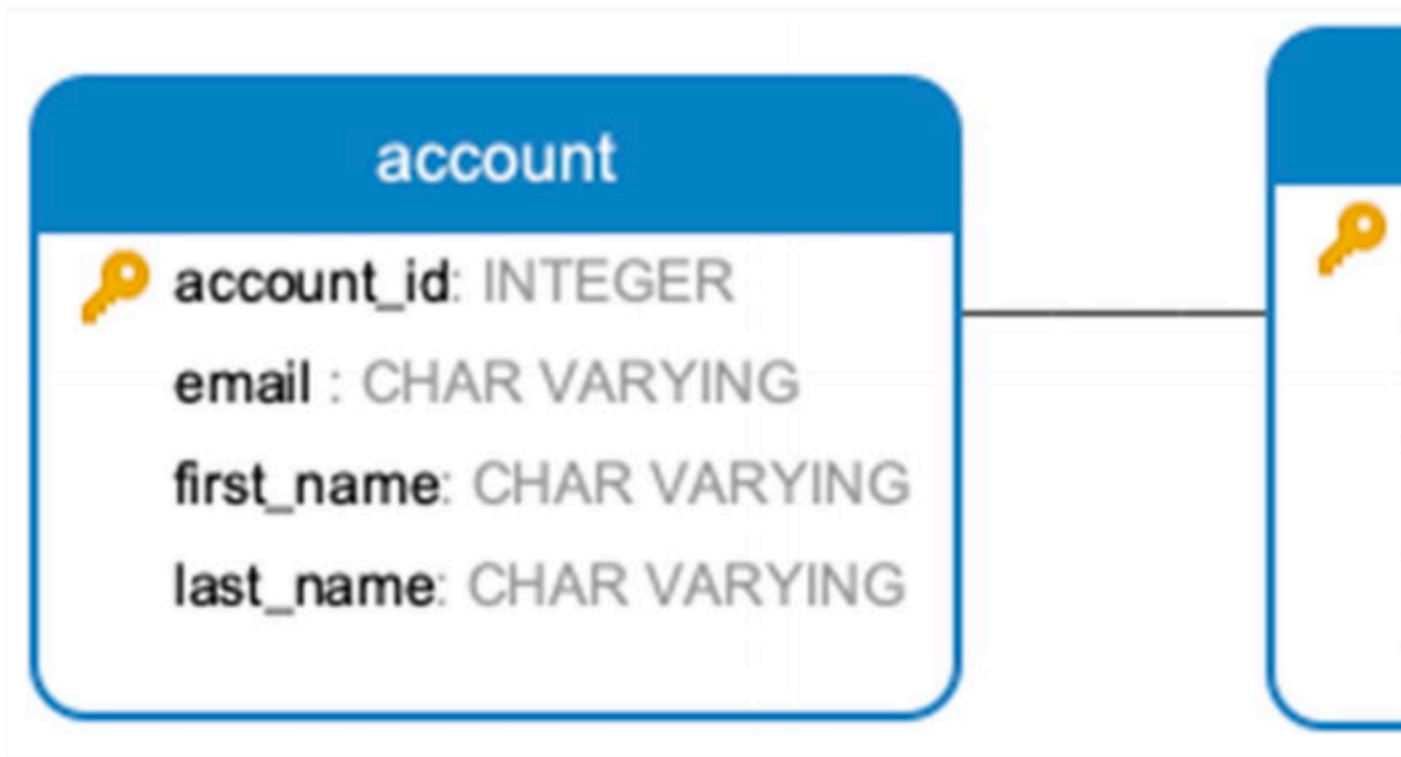 account
account_id: INTEGER
email : CHAR VARYING
first_name: CHAR VARYING
last_name: CHAR VARYING